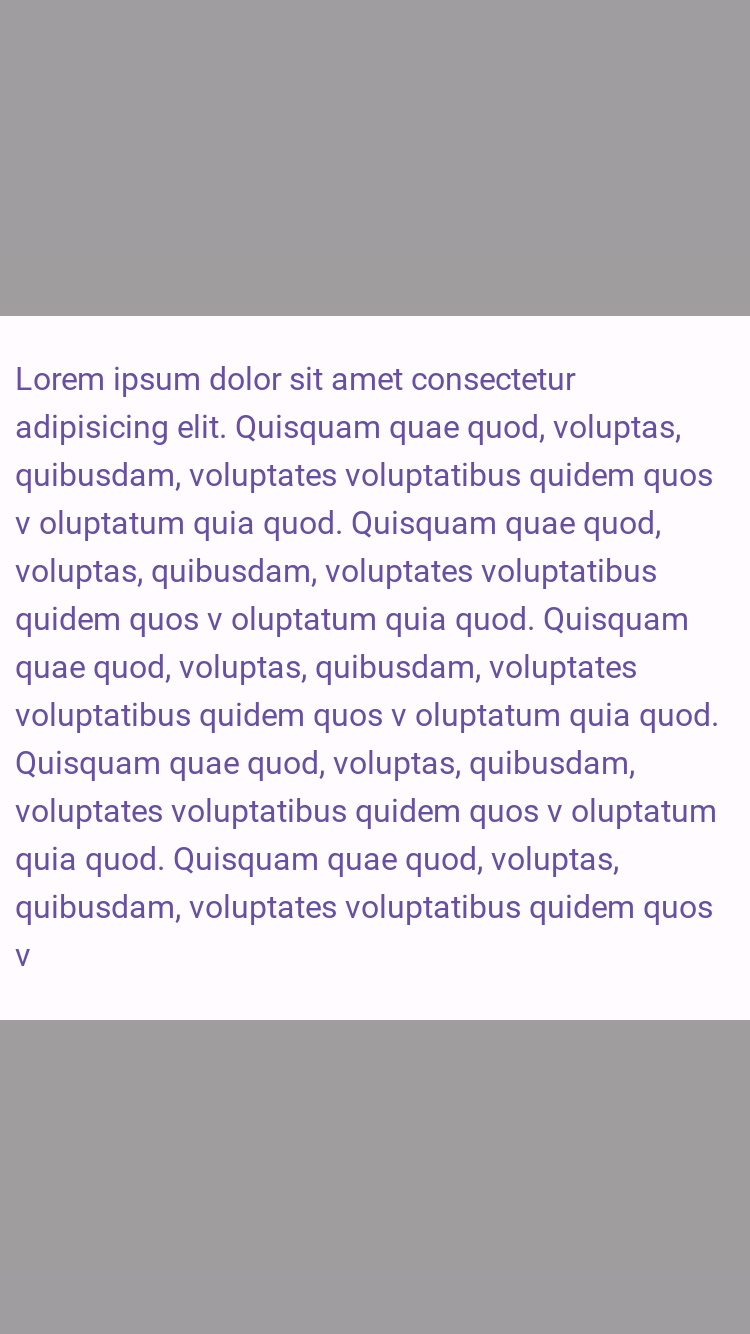 Lorem ipsum dolor sit amet consectetur
adipisicing elit. Quisquam quae quod, voluptas,
quibusdam, voluptates voluptatibus quidem quos
v oluptatum quia quod. Quisquam quae quod,
voluptas, quibusdam, voluptates voluptatibus
quidem quos v oluptatum quia quod. Quisquam
quae quod, voluptas, quibusdam, voluptates
voluptatibus quidem quos v oluptatum quia quod.
Quisquam quae quod, voluptas, quibusdam,
voluptates voluptatibus quidem quos v oluptatum
quia quod. Quisquam quae quod, voluptas,
quibusdam, voluptates voluptatibus quidem quos
v